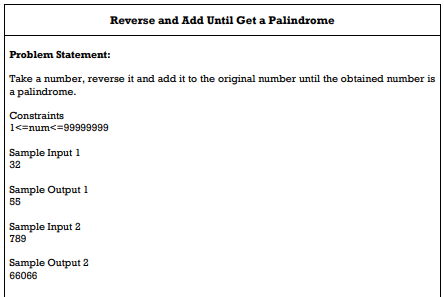 Reverse and Add Until Get a Palindrome
Problem Statement:
Take a number, reverse it and add it to the original number until the obtained number is
a palindrome.
Constraints
1<=num<=99999999
Sample Input 1
32
Sample Output 1
55
Sample Input 2
789
Sample Output 2
66066